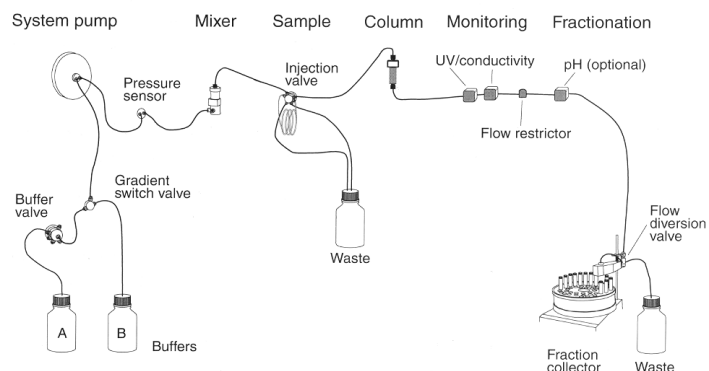 System pump
Mixer
Sample
Column
Monitoring
Fractionation
Pressure
sensor
Injection
valve
UV/conductivity
pH (optional)
Flow restrictor
Buffer
valve
Gradient
switch valve
Flow
diversion
valve
Waste
A
B
Buffers
Fraction
collector
Waste